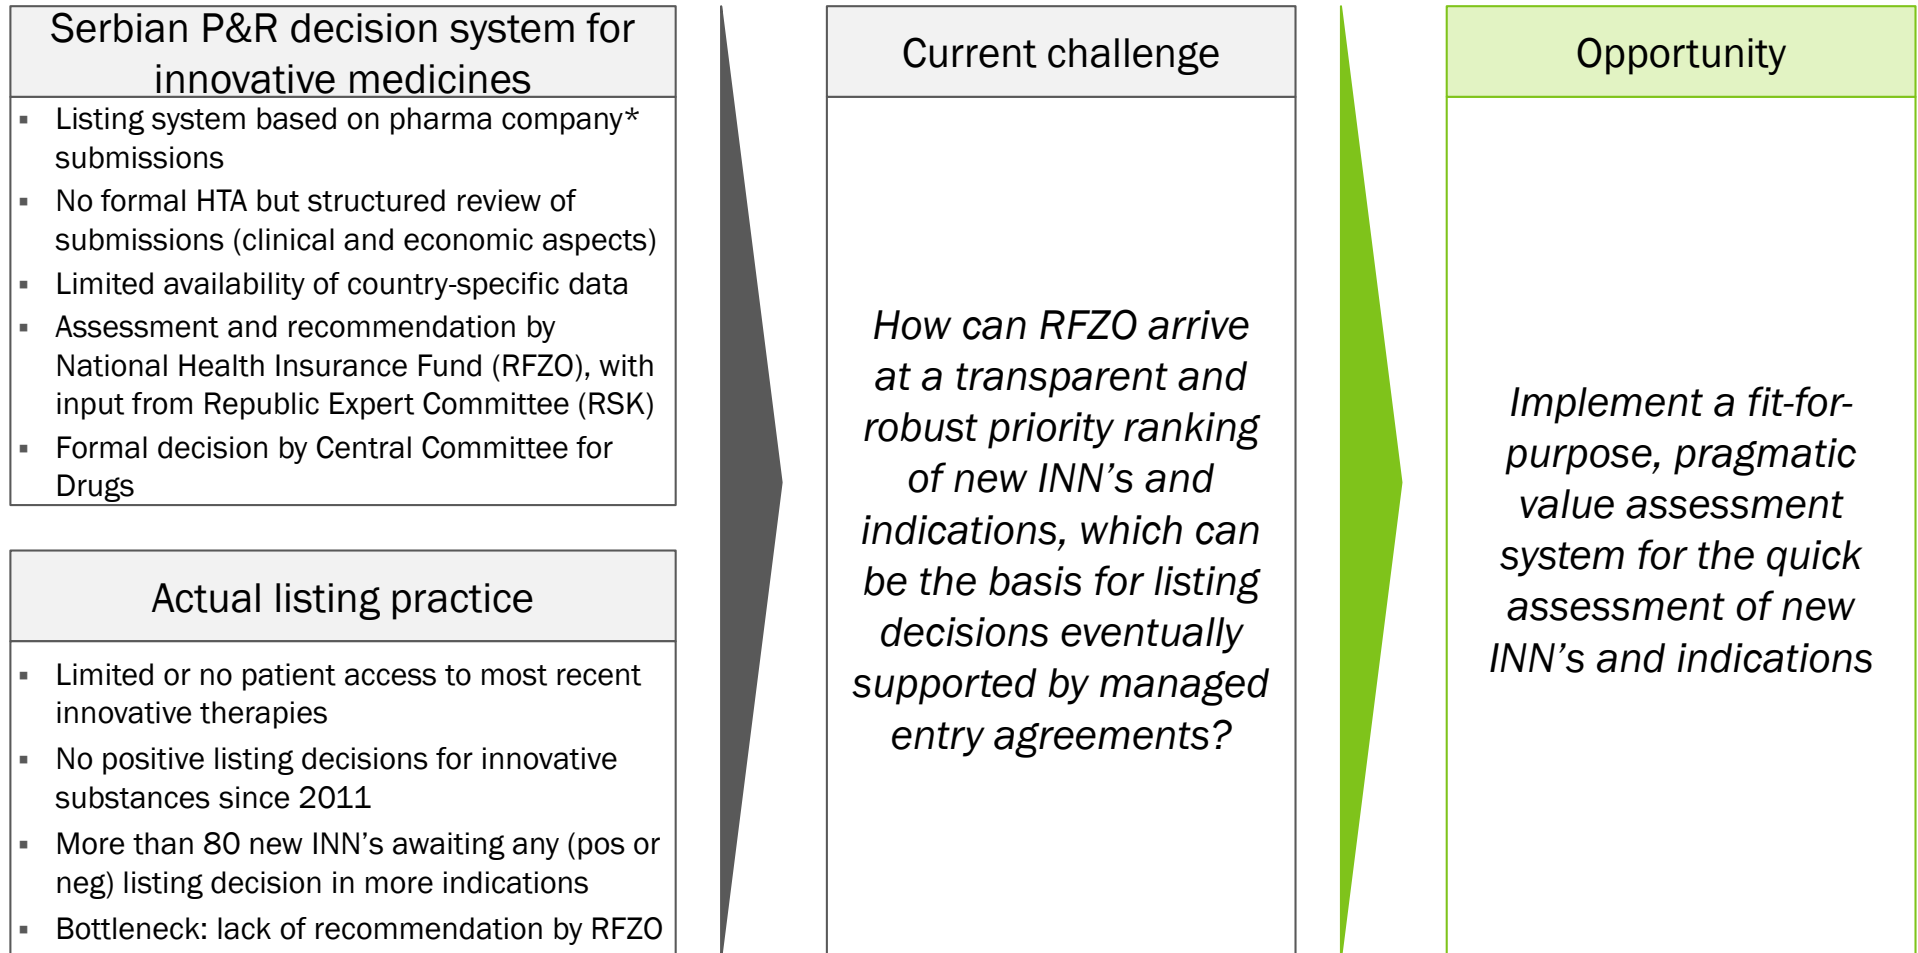 Serbian P&R decision system for
innovative medicines
▪ Listing system based on pharma company*
submissions
▪ No formal HTA but structured review of
submissions (clinical and economic aspects)
▪ Limited availability of country-specific data
▪ Assessment and recommendation by
National Health Insurance Fund (RFZO), with
input from Republic Expert Committee (RSK)
▪ Formal decision by Central Committee for
Drugs
Actual listing practice
▪ Limited or no patient access to most recent
innovative therapies
▪ No positive listing decisions for innovative
substances since 2011
▪ More than 80 new INN’s awaiting any (pos or
neg) listing decision in more indications
▪ Bottleneck: lack of recommendation by RFZO
Current challenge
How can RFZO arrive
at a transparent and
robust priority ranking
of new INN’s and
indications, which can
be the basis for listing
decisions eventually
supported by managed
entry agreements?
Opportunity
Implement a fit-for-
purpose, pragmatic
value assessment
system for the quick
assessment of new
INN’s and indications